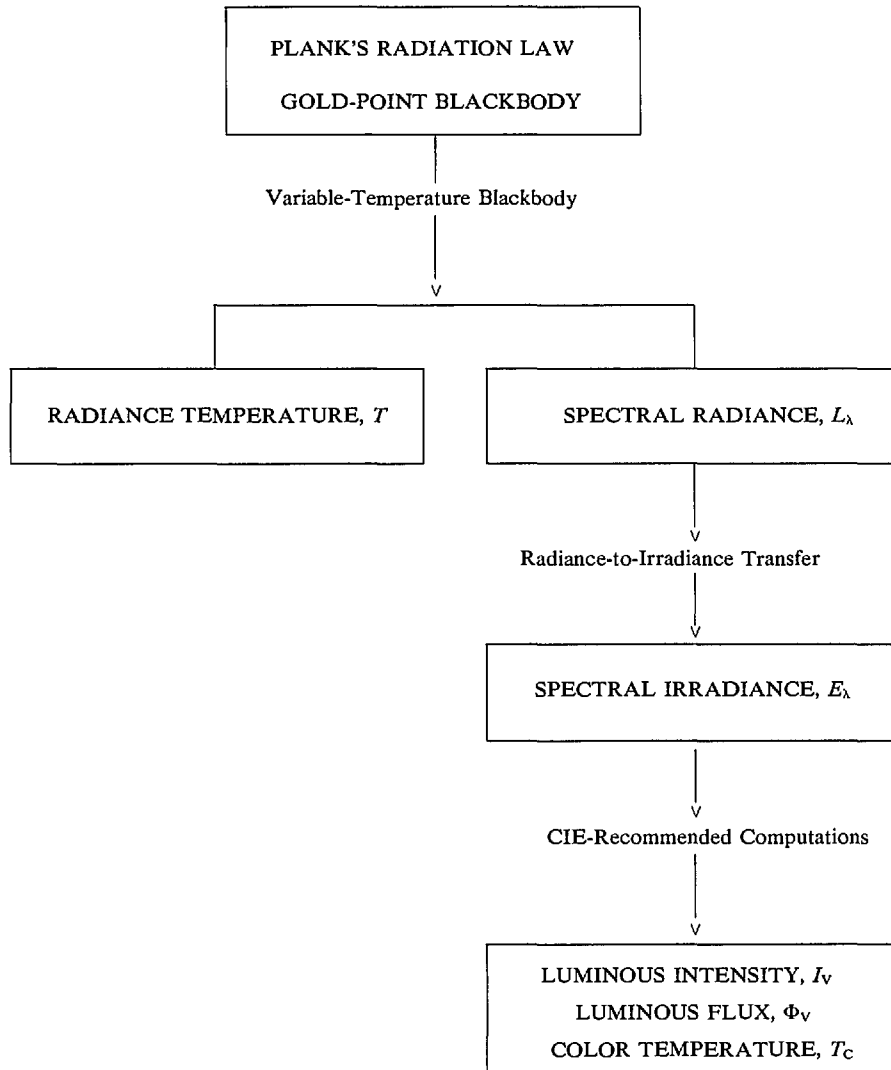 PLANK'S RADIATION LAW
GOLD-POINT BLACKBODY
Variable-Temperature Blackbody
RADIANCE TEMPERATURE, T
SPECTRAL RADIANCE, Lλ
Radiance-to-Irradiance Transfer
SPECTRAL IRRADIANCE, Eλ
CIE-Recommended Computations
LUMINOUS INTENSITY, Iv
LUMINOUS FLUX, Φv
COLOR TEMPERATURE, Tc